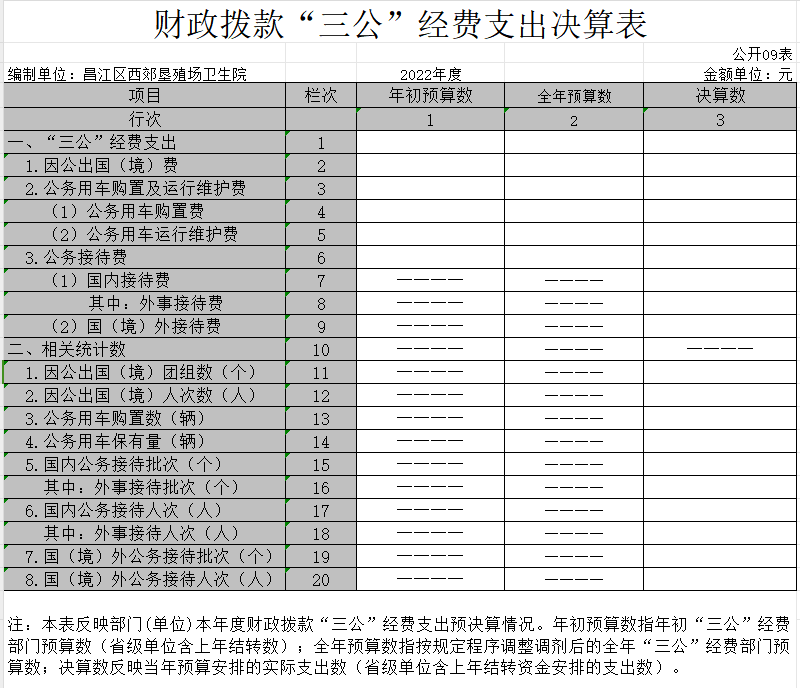 财政拨款“三公”经费支出决算表
公开09表
编制单位：昌江区西郊垦殖场卫生院 2022年度 金额单位：元
项目 栏次 年初预算数 全年预算数 决算数
行次 1 2 3
一、“三公”经费支出 1
1.因公出国（境）费 2
2.公务用车购置及运行维护费 3
（1）公务用车购置费 4
（2）公务用车运行维护费 5
3.公务接待费 6
（1）国内接待费 7 ———— ————
其中：外事接待费 8 ———— ————
（2）国（境）外接待费 9 ———— ————
二、相关统计数 10 ———— ———— ————
1.因公出国（境）团组数（个） 11 ———— ————
2.因公出国（境）人次数（人） 12 ———— ————
3.公务用车购置数（辆） 13 ———— ————
4.公务用车保有量（辆） 14 ———— ————
5.国内公务接待批次（个） 15 ———— ————
其中：外事接待批次（个） 16 ———— ————
6.国内公务接待人次（人） 17 ———— ————
其中：外事接待人次（人） 18 ———— ————
7.国（境）外公务接待批次（个） 19 ———— ————
8.国（境）外公务接待人次（人） 20 ———— ————
注：本表反映部门(单位)本年度财政拨款“三公”经费支出预决算情况。年初预算数指年初“三公”经费
部门预算数（省级单位含上年结转数）；全年预算数指按规定程序调整调剂后的全年“三公”经费部门预
算数；决算数反映当年预算安排的实际支出数（省级单位含上年结转资金安排的支出数）。